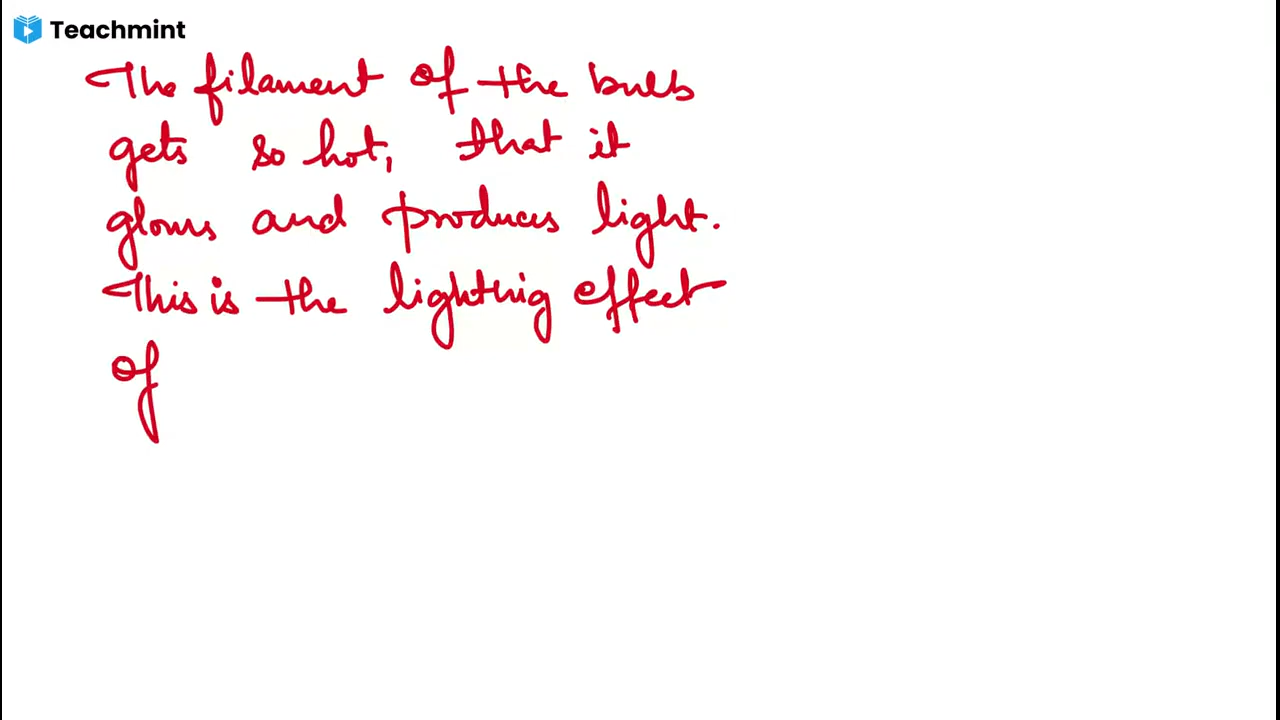 Teachmint
The filament of the bulb
gets so hot, that it
glows and produces light.
This is the lighting effect
of